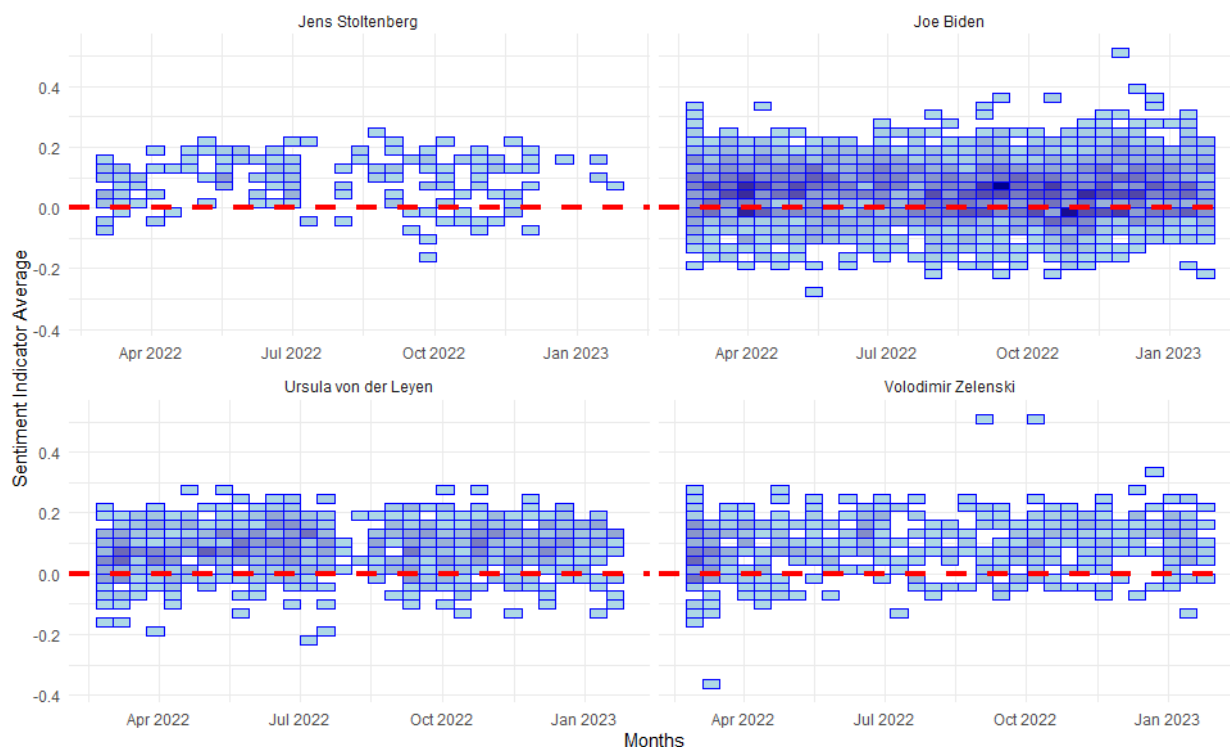 Jens Stoltenberg
Joe Biden
Sentiment Indicator Average
0.4
0.2
0.0
-0.2
-0.4
Apr 2022 Jul 2022 Oct 2022 Jan 2023
Apr 2022 Jul 2022 Oct 2022 Jan 2023
Ursula von der Leyen
Volodimir Zelenski
0.4
0.2
0.0
-0.2
-0.4
Apr 2022 Jul 2022 Oct 2022 Jan 2023
Apr 2022 Jul 2022 Oct 2022 Jan 2023
Months